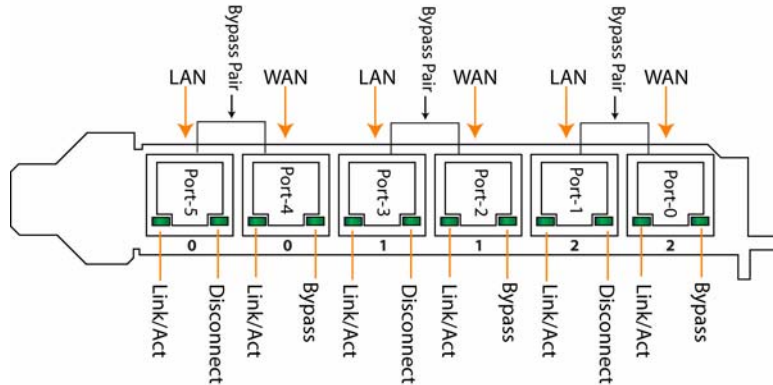 Bypass Pair
Bypass Pair
Bypass Pair
LAN
WAN
LAN
WAN
LAN
WAN
Port-5
Port-4
Port-3
Port-2
Port-1
Port-0
0
0
1
1
2
2
Link/Act
Disconnect
Link/Act
Bypass
Link/Act
Disconnect
Link/Act
Bypass
Link/Act
Disconnect
Link/Act
Bypass